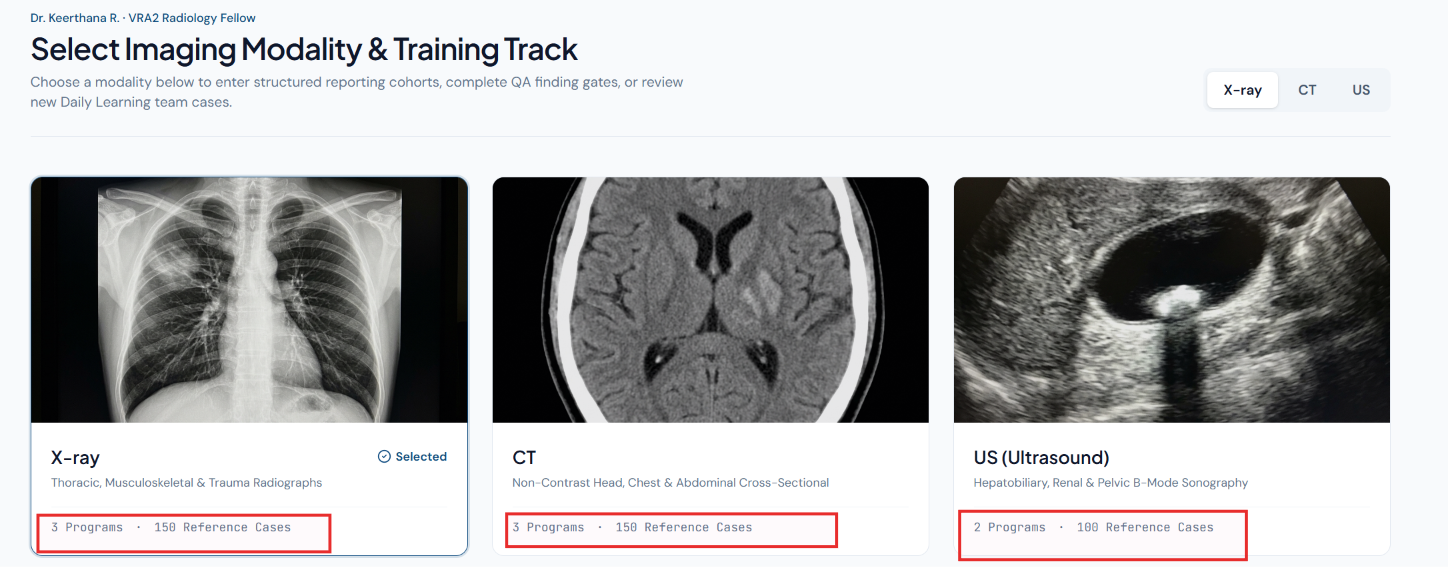 Dr. Keerthana R. · VRA2 Radiology Fellow
Select Imaging Modality & Training Track
Choose a modality below to enter structured reporting cohorts, complete QA finding gates, or review
new Daily Learning team cases.
X-ray CT US
X-ray
Selected
Thoracic, Musculoskeletal & Trauma Radiographs
3 Programs · 150 Reference Cases
CT
Non-Contrast Head, Chest & Abdominal Cross-Sectional
3 Programs · 150 Reference Cases
US (Ultrasound)
Hepatobiliary, Renal & Pelvic B-Mode Sonography
2 Programs · 100 Reference Cases